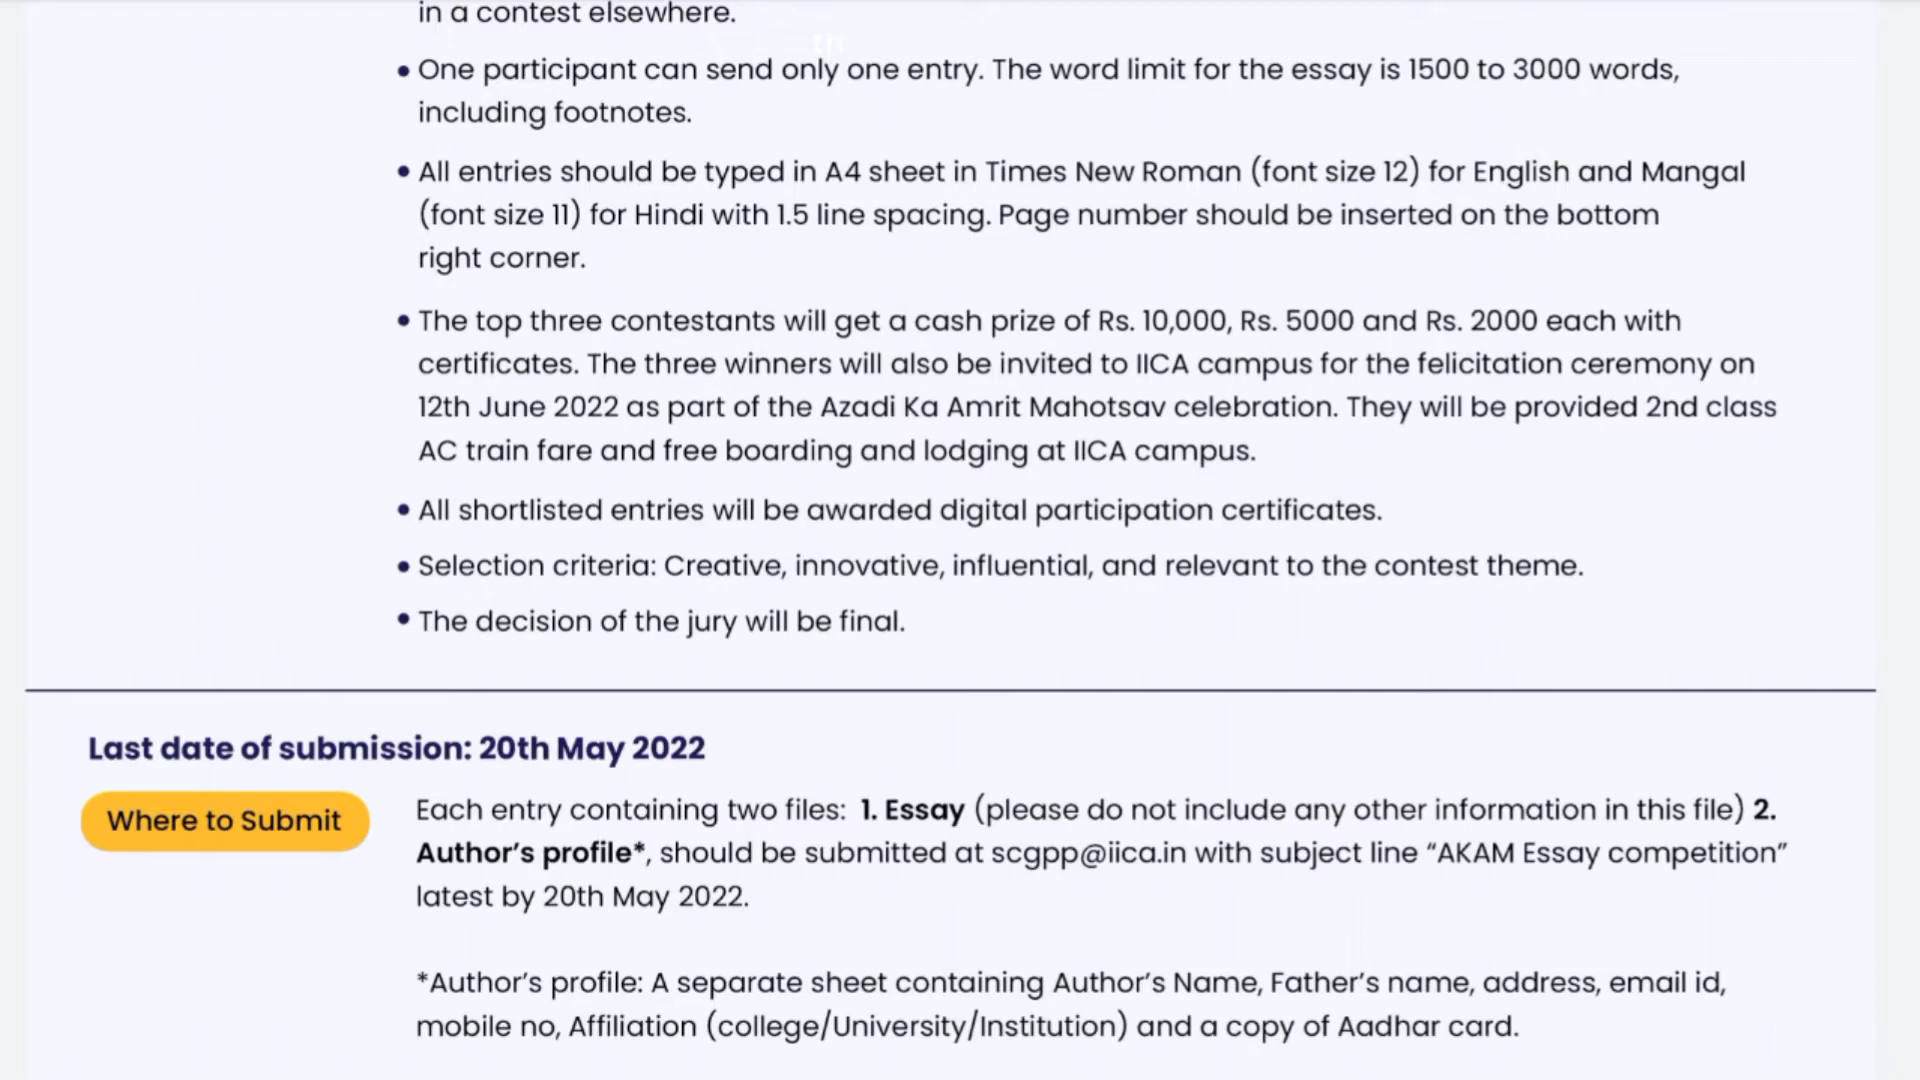 in a contest elsewhere.
th
• One participant can send only one entry. The word limit for the essay is 1500 to 3000 words,
including footnotes.
• All entries should be typed in A4 sheet in Times New Roman (font size 12) for English and Mangal
(font size 11) for Hindi with 1.5 line spacing. Page number should be inserted on the bottom
right corner.
• The top three contestants will get a cash prize of Rs. 10,000, Rs. 5000 and Rs. 2000 each with
certificates. The three winners will also be invited to IICA campus for the felicitation ceremony on
12th June 2022 as part of the Azadi Ka Amrit Mahotsav celebration. They will be provided 2nd class
AC train fare and free boarding and lodging at IICA campus.
• All shortlisted entries will be awarded digital participation certificates.
• Selection criteria: Creative, innovative, influential, and relevant to the contest theme.
• The decision of the jury will be final.
Last date of submission: 20th May 2022
Where to Submit
Each entry containing two files: 1. Essay (please do not include any other information in this file) 2.
Author’s profile*, should be submitted at scgpp@iica.in with subject line “AKAM Essay competition”
latest by 20th May 2022.
*Author’s profile: A separate sheet containing Author’s Name, Father’s name, address, email id,
mobile no, Affiliation (college/University/Institution) and a copy of Aadhar card.